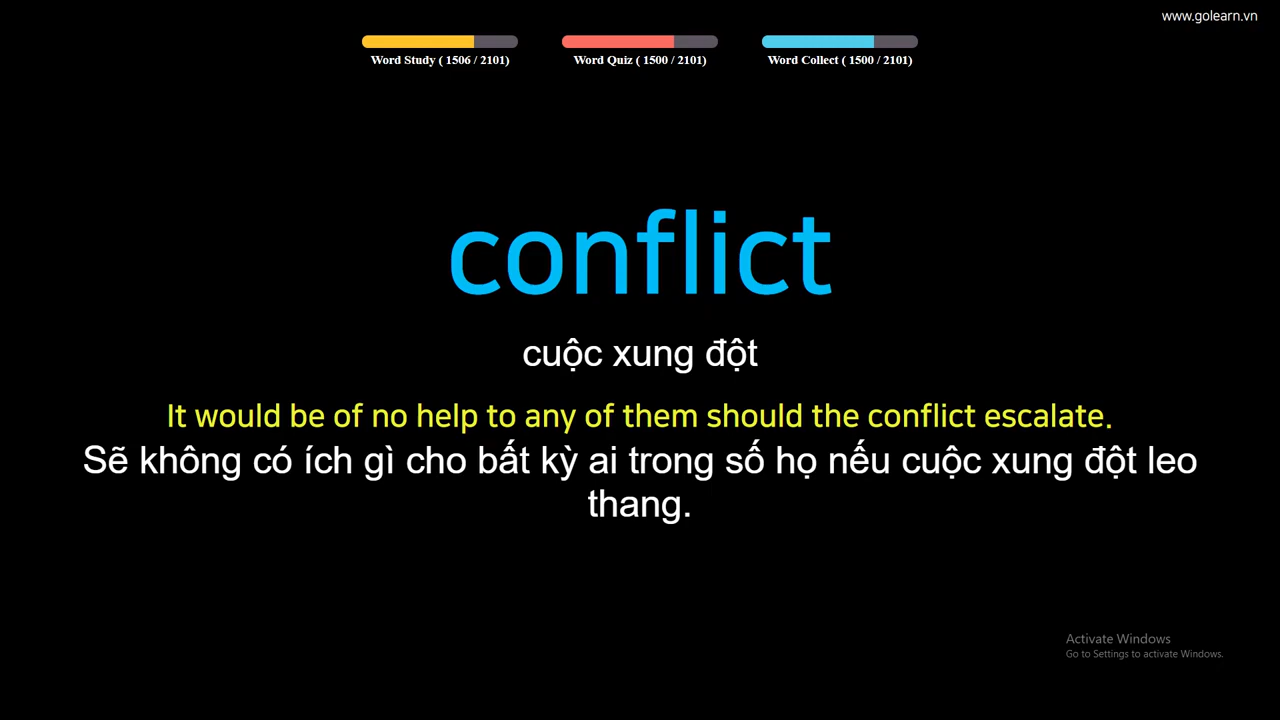 www.golearn.vn
Word Study ( 1506 / 2101)
Word Quiz ( 1500 / 2101)
Word Collect ( 1500 / 2101)
conflict
cuộc xung đột
It would be of no help to any of them should the conflict escalate.
Sẽ không có ích gì cho bất kỳ ai trong số họ nếu cuộc xung đột leo
thang.
Activate Windows
Go to Settings to activate Windows.